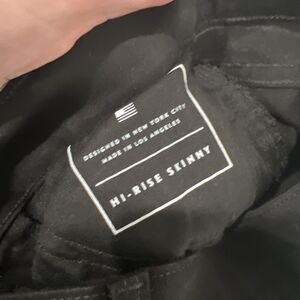 DESIGNED IN NEW YORK CITY
MADE IN LOS ANGELES
HI-RISE SKINNY